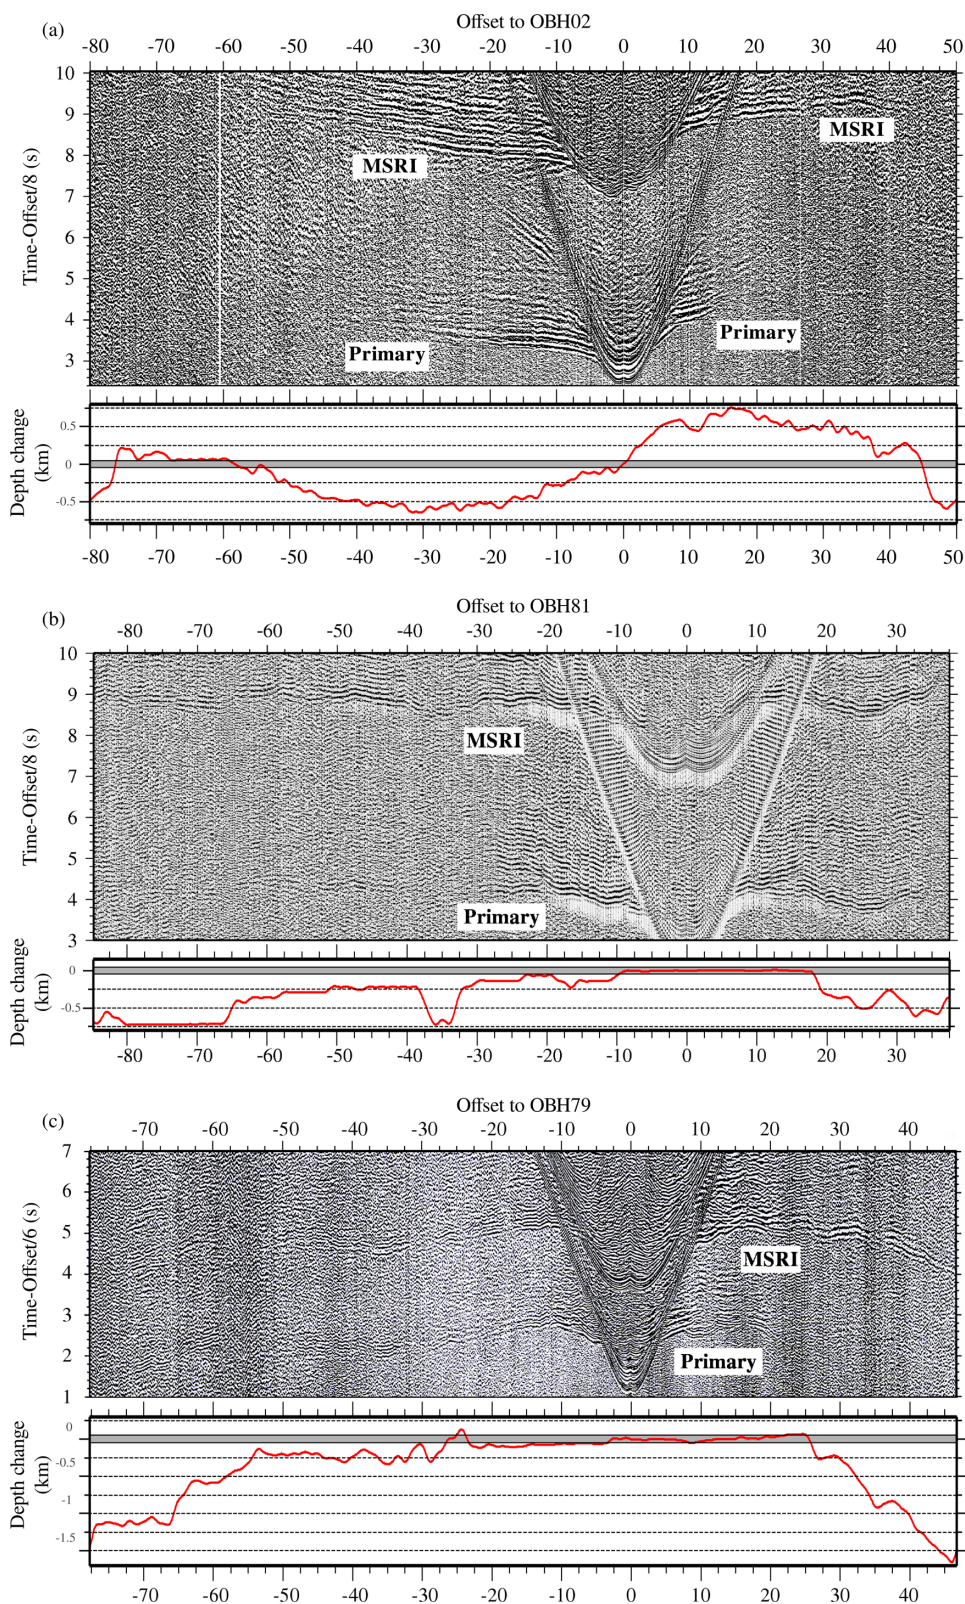 (a)
Offset to OBH02
-80 -70 -60 -50 -40 -30 -20 -10 0 10 20 30 40 50
10
9
8
7
6
5
4
3
Time-Offset/8 (s)
MSRI
MSRI
Primary
Primary
Depth change
(km)
0.5
0
-0.5
-80 -70 -60 -50 -40 -30 -20 -10 0 10 20 30 40 50
(b)
Offset to OBH81
-80 -70 -60 -50 -40 -30 -20 -10 0 10 20 30
10
9
8
7
6
5
4
3
Time-Offset/8 (s)
MSRI
Primary
Depth change
(km)
0
-0.5
-80 -70 -60 -50 -40 -30 -20 -10 0 10 20 30
(c)
Offset to OBH79
-70 -60 -50 -40 -30 -20 -10 0 10 20 30 40
7
6
5
4
3
2
1
Time-Offset/6 (s)
MSRI
Primary
Depth change
(km)
0
-0.5
-1
-1.5
-70 -60 -50 -40 -30 -20 -10 0 10 20 30 40